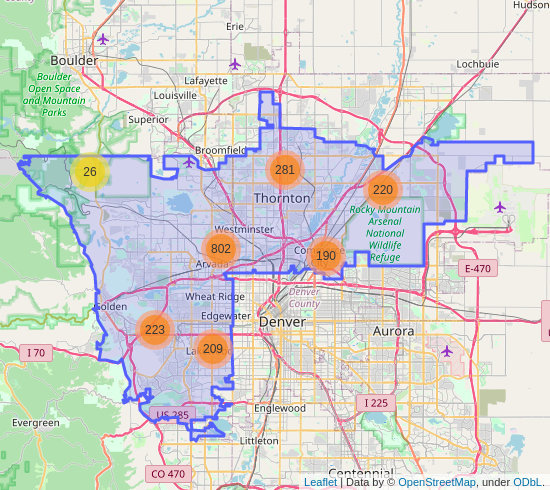 Erie
Hudson
Boulder
Lochbuie
Boulder
Open Space
and Mountain
Parks
Lafayette
Louisville
Superior
Broomfield
26
281
220
Thornton
Rocky Mountain
Arsenal
National
Wildlife
Refuge
Westminster
802
190
Arvada
E-470
Wheat Ridge
Denver
County
Golden
Edgewater
Denver
Aurora
223
209
I 70
I 225
US 285
Englewood
Evergreen
Littleton
CO 470
Centennial
Leaflet | Data by © OpenStreetMap, under ODbL.